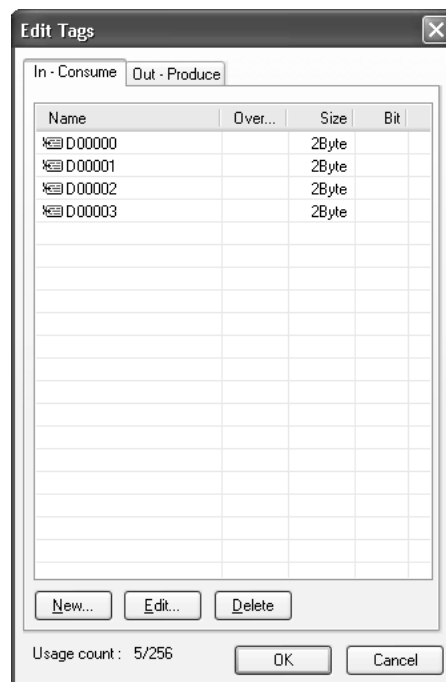 Edit Tags
In - Consume Out - Produce
Name Over... Size Bit
D00000 2Byte
D00001 2Byte
D00002 2Byte
D00003 2Byte
New... Edit... Delete
Usage count : 5/256 OK Cancel